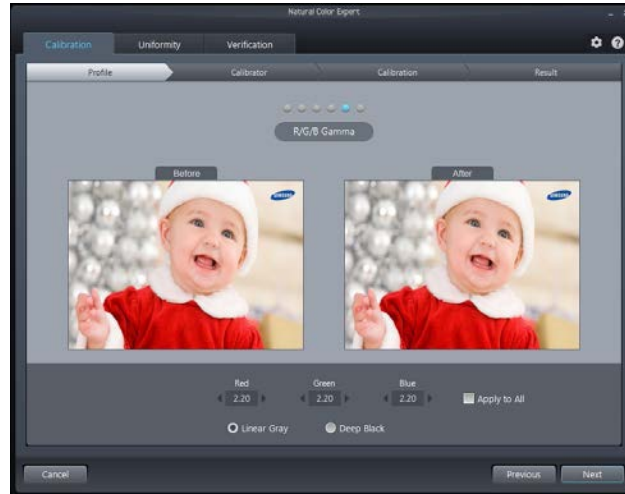 Natural Color Expert
Calibration Uniformity Verification
Profile Calibrator Calibration Result
R/G/B Gamma
Before After
SAMSUNG SAMSUNG
Red Green Blue
2.20 2.20 2.20 Apply to All
Linear Gray Deep Black
Cancel Previous Next